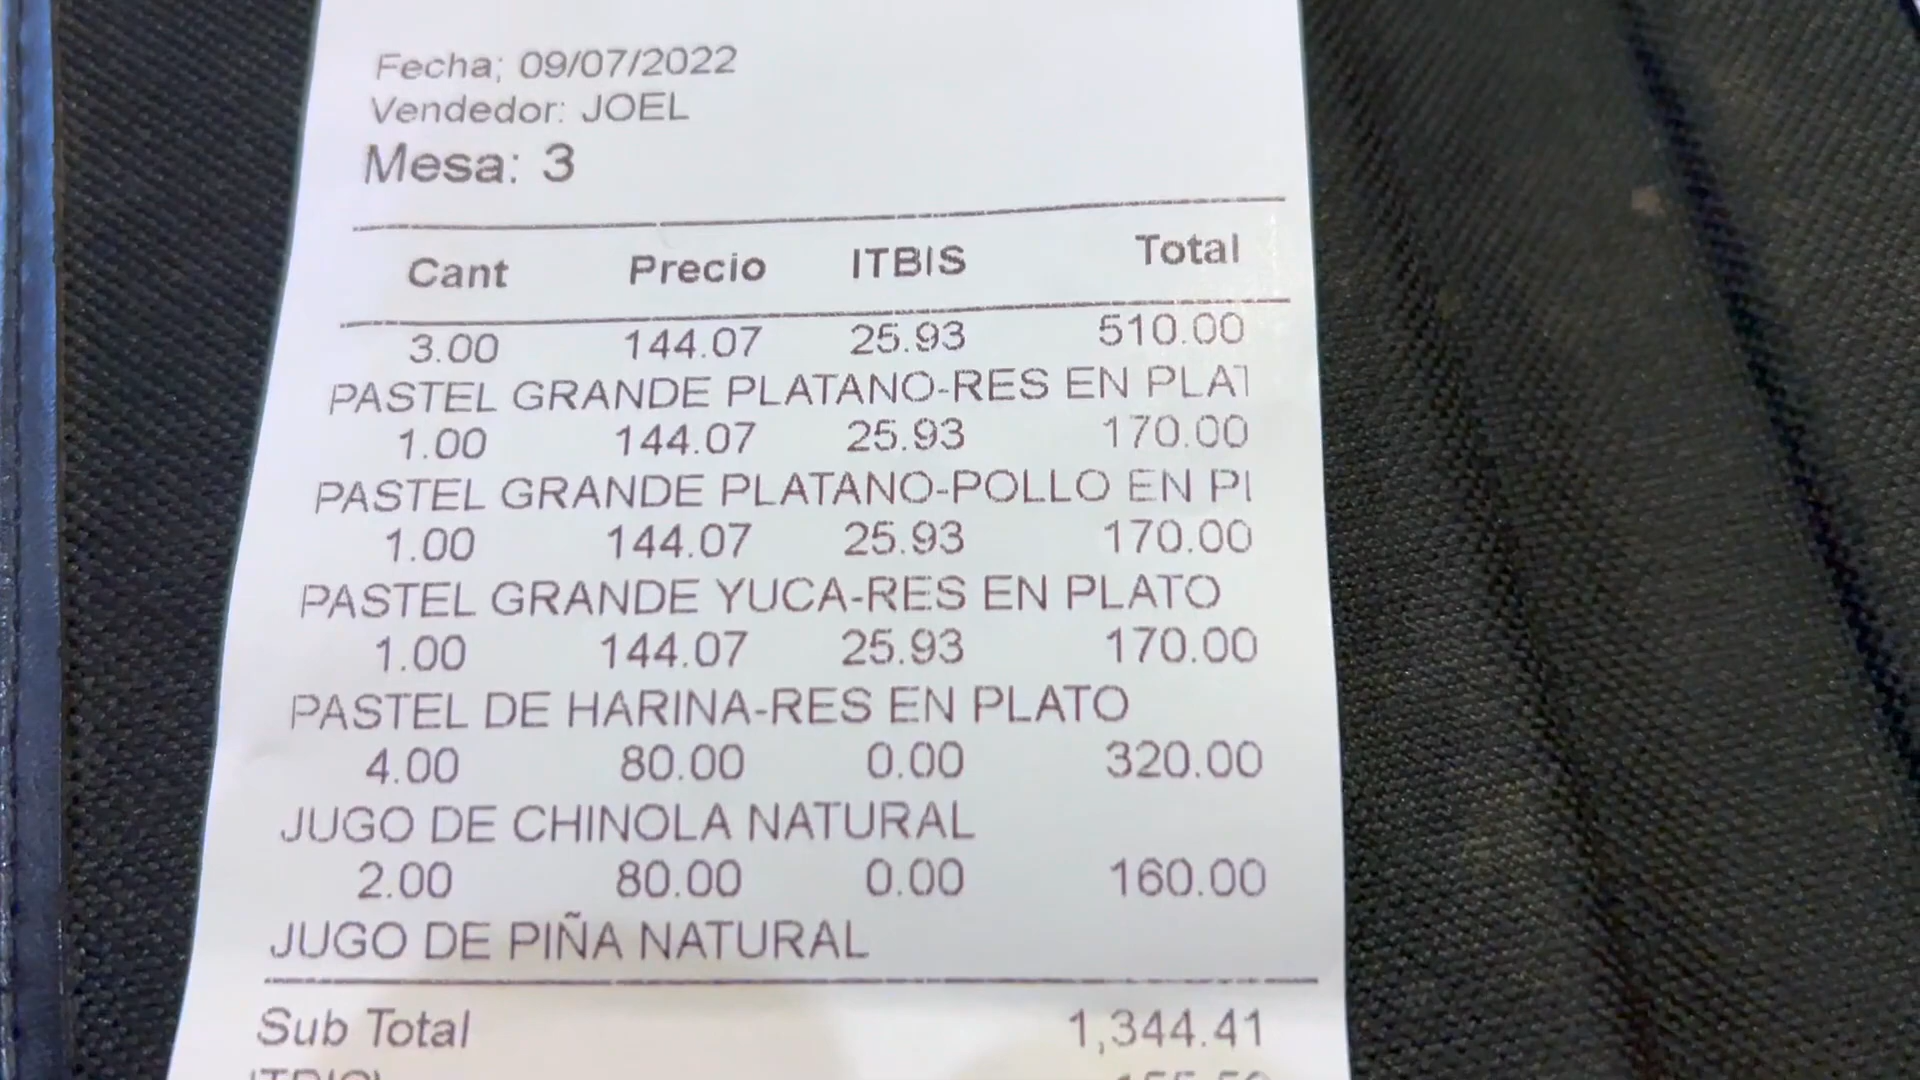 Fecha; 09/07/2022
Vendedor: JOEL
Mesa: 3
Cant Precio ITBIS Total
3.00 144.07 25.93 510.00
PASTEL GRANDE PLATANO-RES EN PLAT
1.00 144.07 25.93 170.00
PASTEL GRANDE PLATANO-POLLO EN
1.00 144.07 25.93 170.00
PASTEL GRANDE YUCA-RES EN PLATO
1.00 144.07 25.93 170.00
PASTEL DE HARINA-RES EN PLATO
4.00 80.00 0.00 320.00
JUGO DE CHINOLA NATURAL
2.00 80.00 0.00 160.00
JUGO DE PIÑA NATURAL
Sub Total 1,344.41